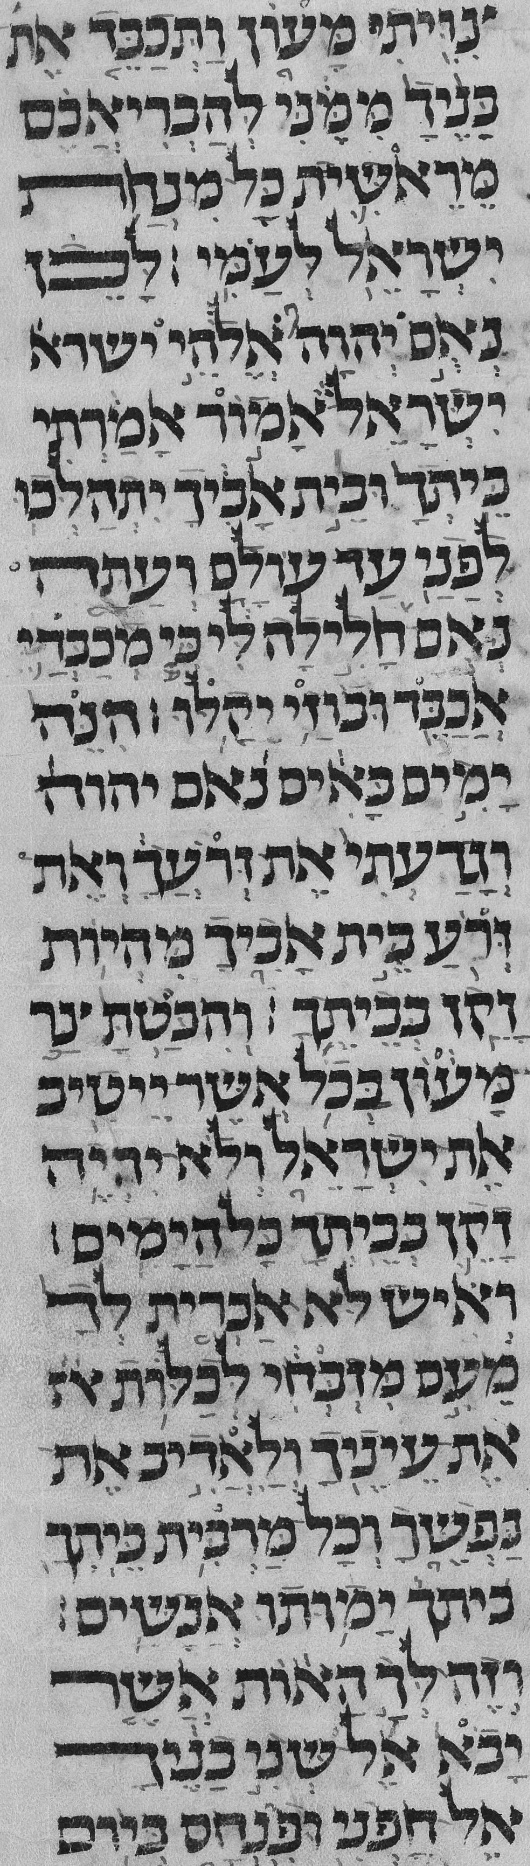 צויתי מעון ותכבד את
בניך ממני להבריאכם
מראשית כל מנחת
ישראל לעמי ׃ לכן
נאם יהוה אלהי ישרא
ישראל אמור אמרתי
ביתך ובית אביך יתהלכו
לפני עד עולם ועתה
נאם חלילה לי כי מכבדי
אכבד ובוזי יקלו ׃ הנה
ימים באים נאם יהוה
וגדעתי את זרעך ואת
זרע בית אביך מהיות
זקן בביתך ׃ והבטת צר
מעון בכל אשר ייטיב
את ישראל ולא יהיה
זקן בביתך כל הימים ׃
ואיש לא אכרית לך
מעם מזבחי לכלות א
את עיניך ולאדיב את
נפשך וכל מרבית ביתך
ביתך ימותו אנשים ׃
וזה לך האות אשר
יבא אל שני בניך
אל חפני ופנחס ביום